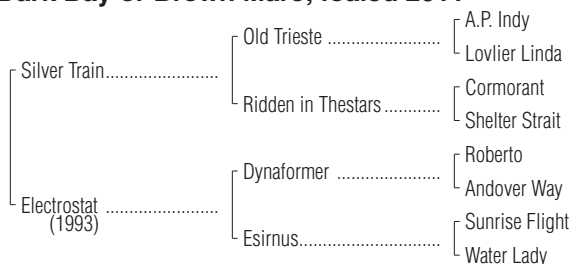 Dark Bay or Brown Mare; foaled 2011
A.P. Indy
Old Trieste ........................
Lovlier Linda
Silver Train........................
Cormorant
Ridden in Thestars............
Shelter Strait
Roberto
Dynaformer ......................
Andover Way
Electrostat ........................
(1993)
Sunrise Flight
Esirnus..............................
Water Lady